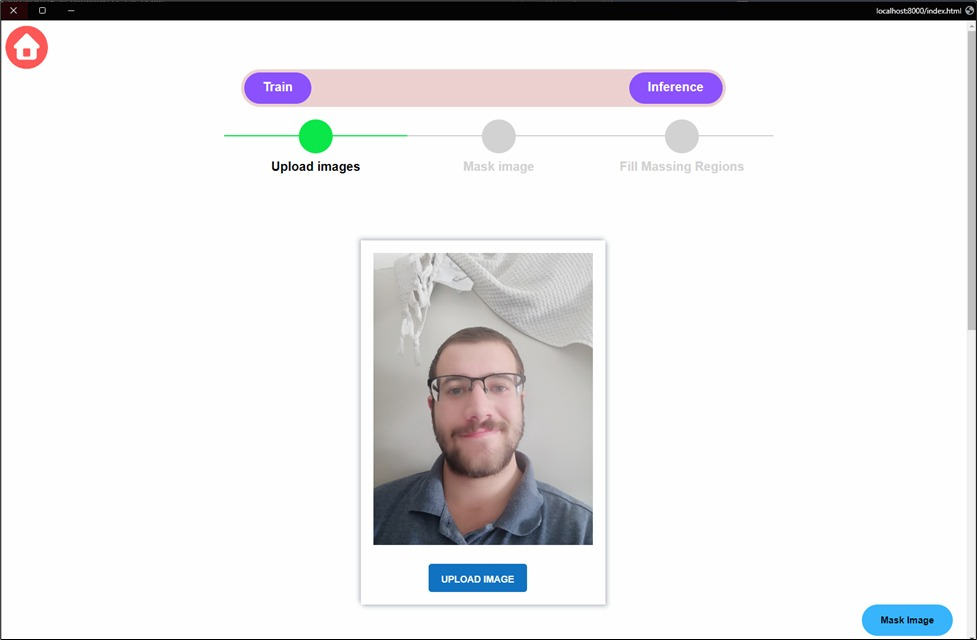 localhost:8000/index.html
Train Inference
Upload images Mask image Fill Massing Regions
UPLOAD IMAGE
Mask Image